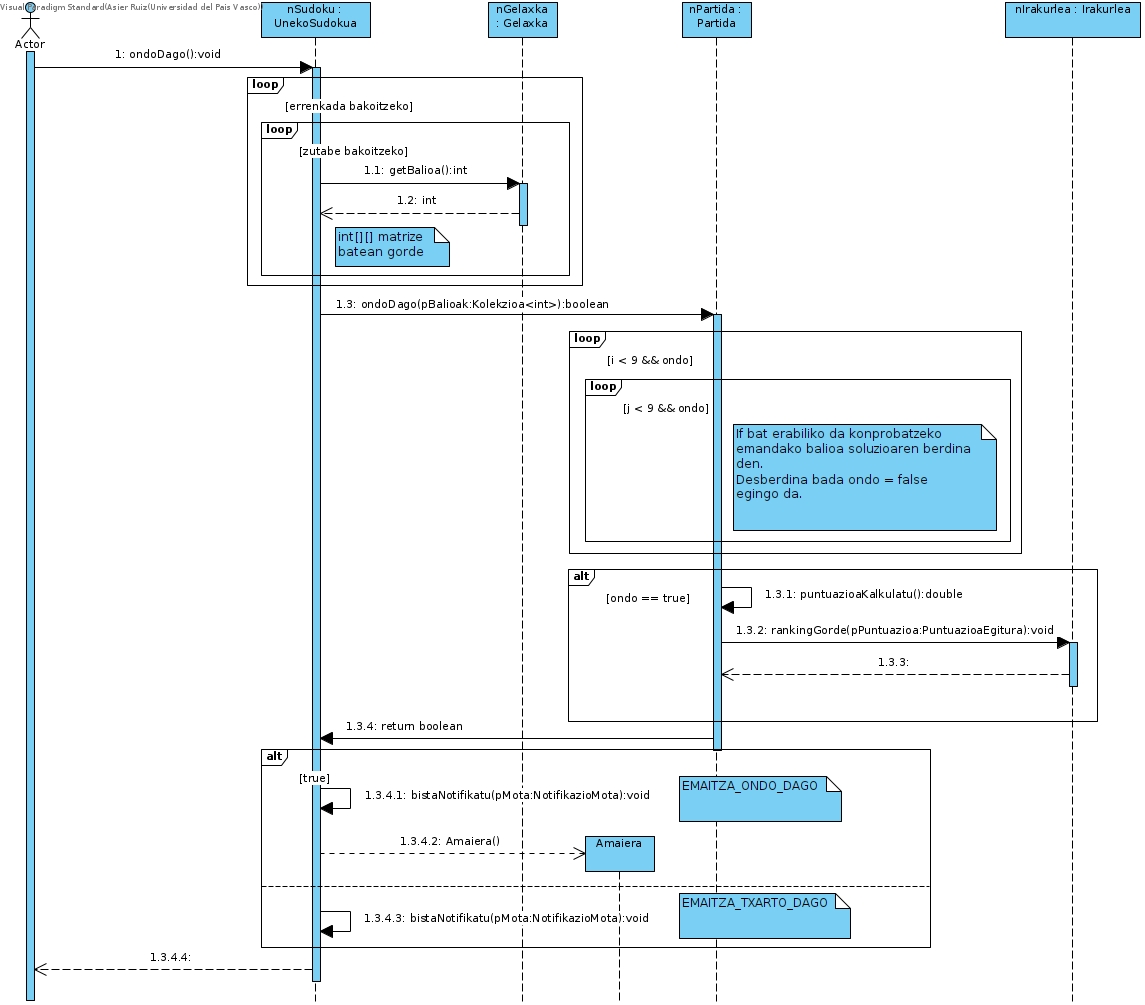 Visual Paradigm Standard(Asier Ruiz(Universidad del Pais Vasco))
Actor
nSudoku :
UnekoSudokua
nGelaxka
: Gelaxka
nPartida :
Partida
nIrakurlea : Irakurlea
1: ondoDago():void
loop
[errenkada bakoitzeko]
loop
[zutabe bakoitzeko]
1.1: getBalioa():int
1.2: int
int[][] matrize
batean gorde
1.3: ondoDago(pBalioak:Kolekzioa<int>):boolean
loop
[i < 9 && ondo]
loop
[j < 9 && ondo]
If bat erabiliko da konprobatzeko
emandako balioa soluzioaren berdina
den.
Desberdina bada ondo = false
egingo da.
alt
[ondo == true]
1.3.1: puntuazioaKalkulatu():double
1.3.2: rankingGorde(pPuntuazioa:PuntuazioaEgitura):void
1.3.3:
1.3.4: return boolean
alt
[true]
1.3.4.1: bistaNotifikatu(pMota:NotifikazioMota):void
EMAITZA_ONDO_DAGO
1.3.4.2: Amaiera()
Amaiera
1.3.4.3: bistaNotifikatu(pMota:NotifikazioMota):void
EMAITZA_TXARTO_DAGO
1.3.4.4: